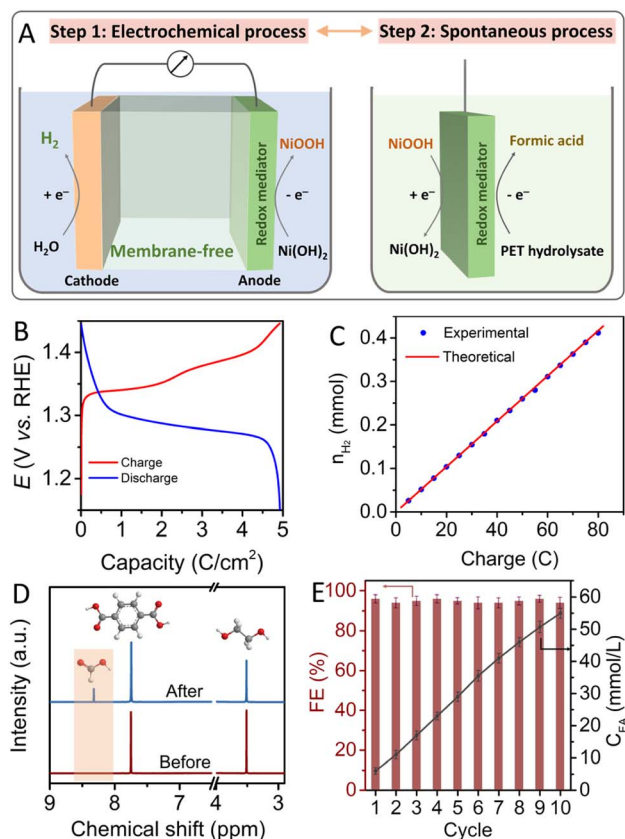 A
Step 1: Electrochemical process
Step 2: Spontaneous process
H₂
+ e⁻
H₂O
Cathode
Membrane-free
Redox mediator
Anode
NiOOH
- e⁻
Ni(OH)₂
NiOOH
+ e⁻
Ni(OH)₂
Redox mediator
Formic acid
- e⁻
PET hydrolysate
B
E (V vs. RHE)
1.4
1.3
1.2
Charge
Discharge
0 1 2 3 4 5
Capacity (C/cm²)
C
n_H₂ (mmol)
0.4
0.3
0.2
0.1
0.0
Experimental
Theoretical
0 20 40 60 80
Charge (C)
D
Intensity (a.u.)
After
Before
9 8 7 4 3
Chemical shift (ppm)
E
FE (%)
100
80
60
40
20
0
1 2 3 4 5 6 7 8 9 10
Cycle
60
50
40
30
20
10
0
C_FA (mmol/L)